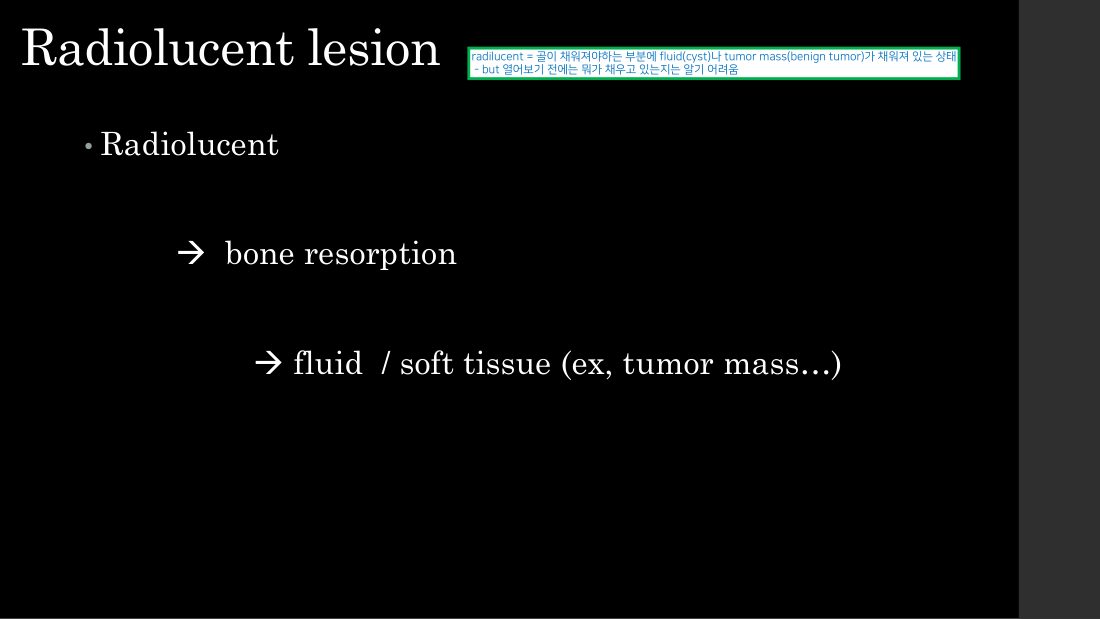 Radiolucent lesion
radilucent = 골이 채워져야하는 부분에 fluid(cyst)나 tumor mass(benign tumor)가 채워져 있는 상태
- but 열어보기 전에는 뭐가 채우고 있는지는 알기 어려움
• Radiolucent
→ bone resorption
→ fluid / soft tissue (ex, tumor mass...)